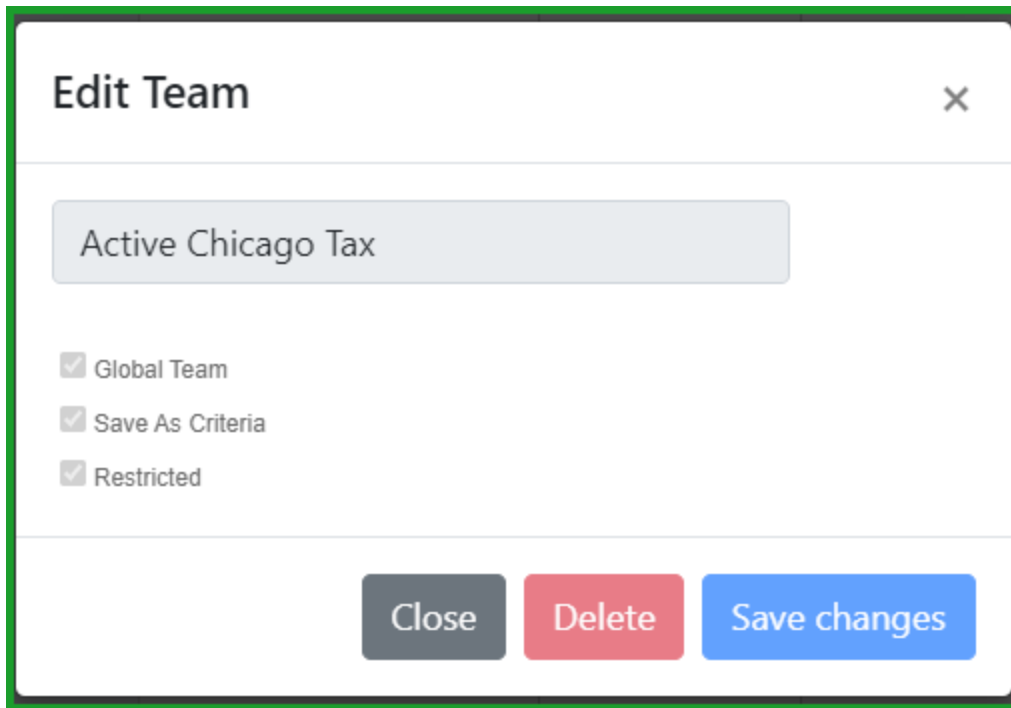 Edit Team
×
Active Chicago Tax
Global Team
Save As Criteria
Restricted
Close Delete Save changes